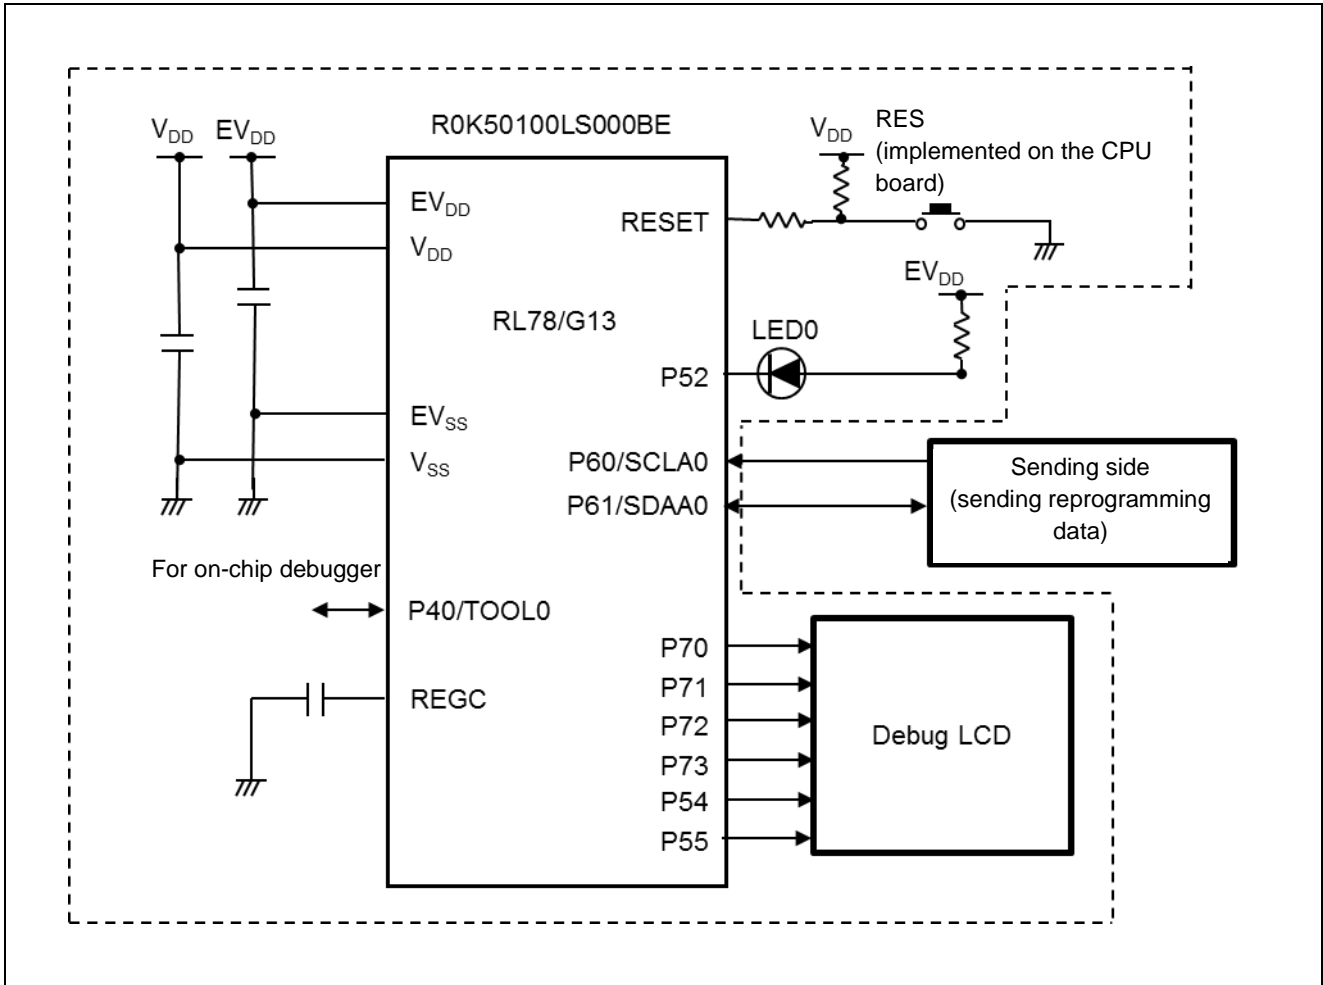 R0K50100LS000BE
VDD
EVDD
VDD
RES
(implemented on the CPU
board)
EVDD
VDD
RESET
EVDD
RL78/G13
LED0
P52
EVSS
VSS
P60/SCLA0
P61/SDAA0
Sending side
(sending reprogramming
data)
For on-chip debugger
P40/TOOL0
REGC
P70
P71
P72
P73
P54
P55
Debug LCD